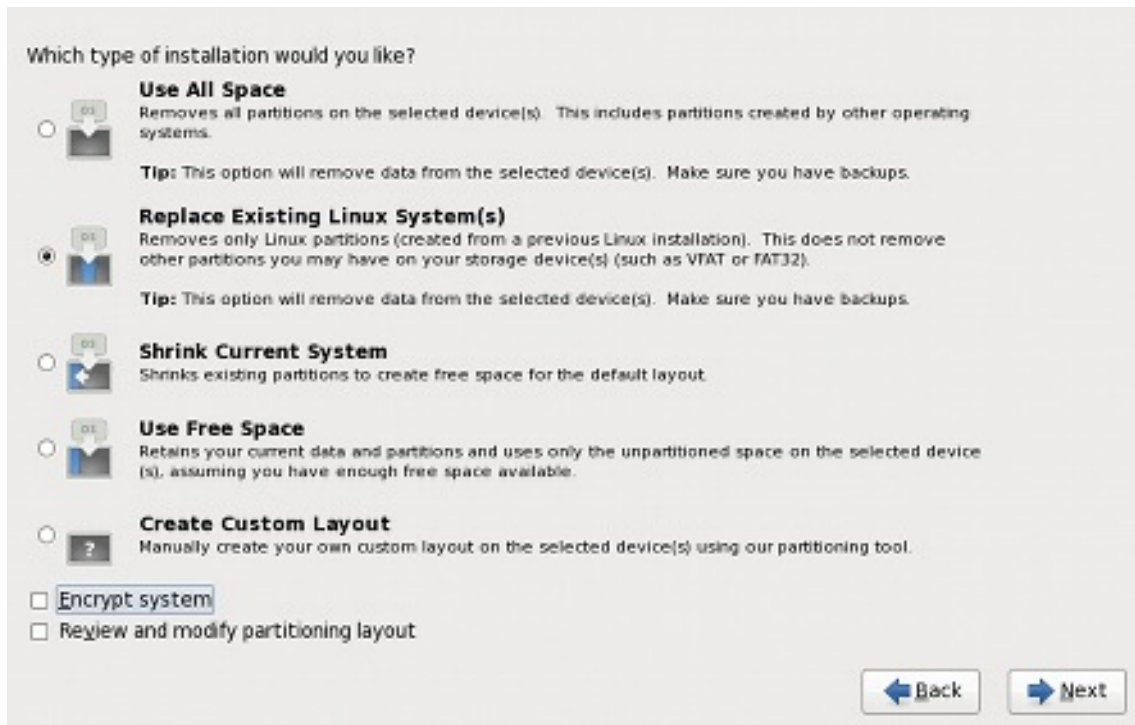 Which type of installation would you like?
Use All Space
Removes all partitions on the selected device(s). This includes partitions created by other operating
systems.
Tip: This option will remove data from the selected device(s). Make sure you have backups.
Replace Existing Linux System(s)
Removes only Linux partitions (created from a previous Linux installation). This does not remove
other partitions you may have on your storage device(s) (such as VFAT or FAT32).
Tip: This option will remove data from the selected device(s). Make sure you have backups.
Shrink Current System
Shrinks existing partitions to create free space for the default layout.
Use Free Space
Retains your current data and partitions and uses only the unpartitioned space on the selected device
(s), assuming you have enough free space available.
Create Custom Layout
?
Manually create your own custom layout on the selected device(s) using our partitioning tool.
Encrypt system
Review and modify partitioning layout
Back Next